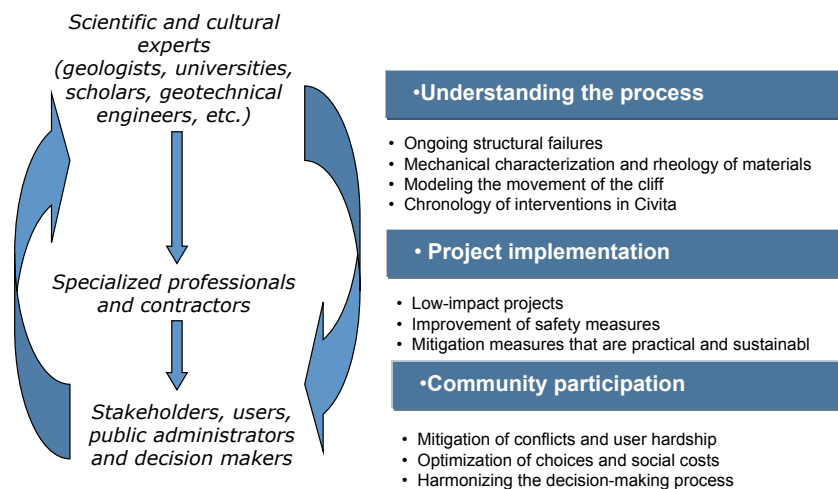 Scientific and cultural
experts
(geologists, universities,
scholars, geotechnical
engineers, etc.)
Specialized professionals
and contractors
Stakeholders, users,
public administrators
and decision makers
•Understanding the process
• Ongoing structural failures
• Mechanical characterization and rheology of materials
• Modeling the movement of the cliff
• Chronology of interventions in Civita
• Project implementation
• Low-impact projects
• Improvement of safety measures
• Mitigation measures that are practical and sustainabl
•Community participation
• Mitigation of conflicts and user hardship
• Optimization of choices and social costs
• Harmonizing the decision-making process